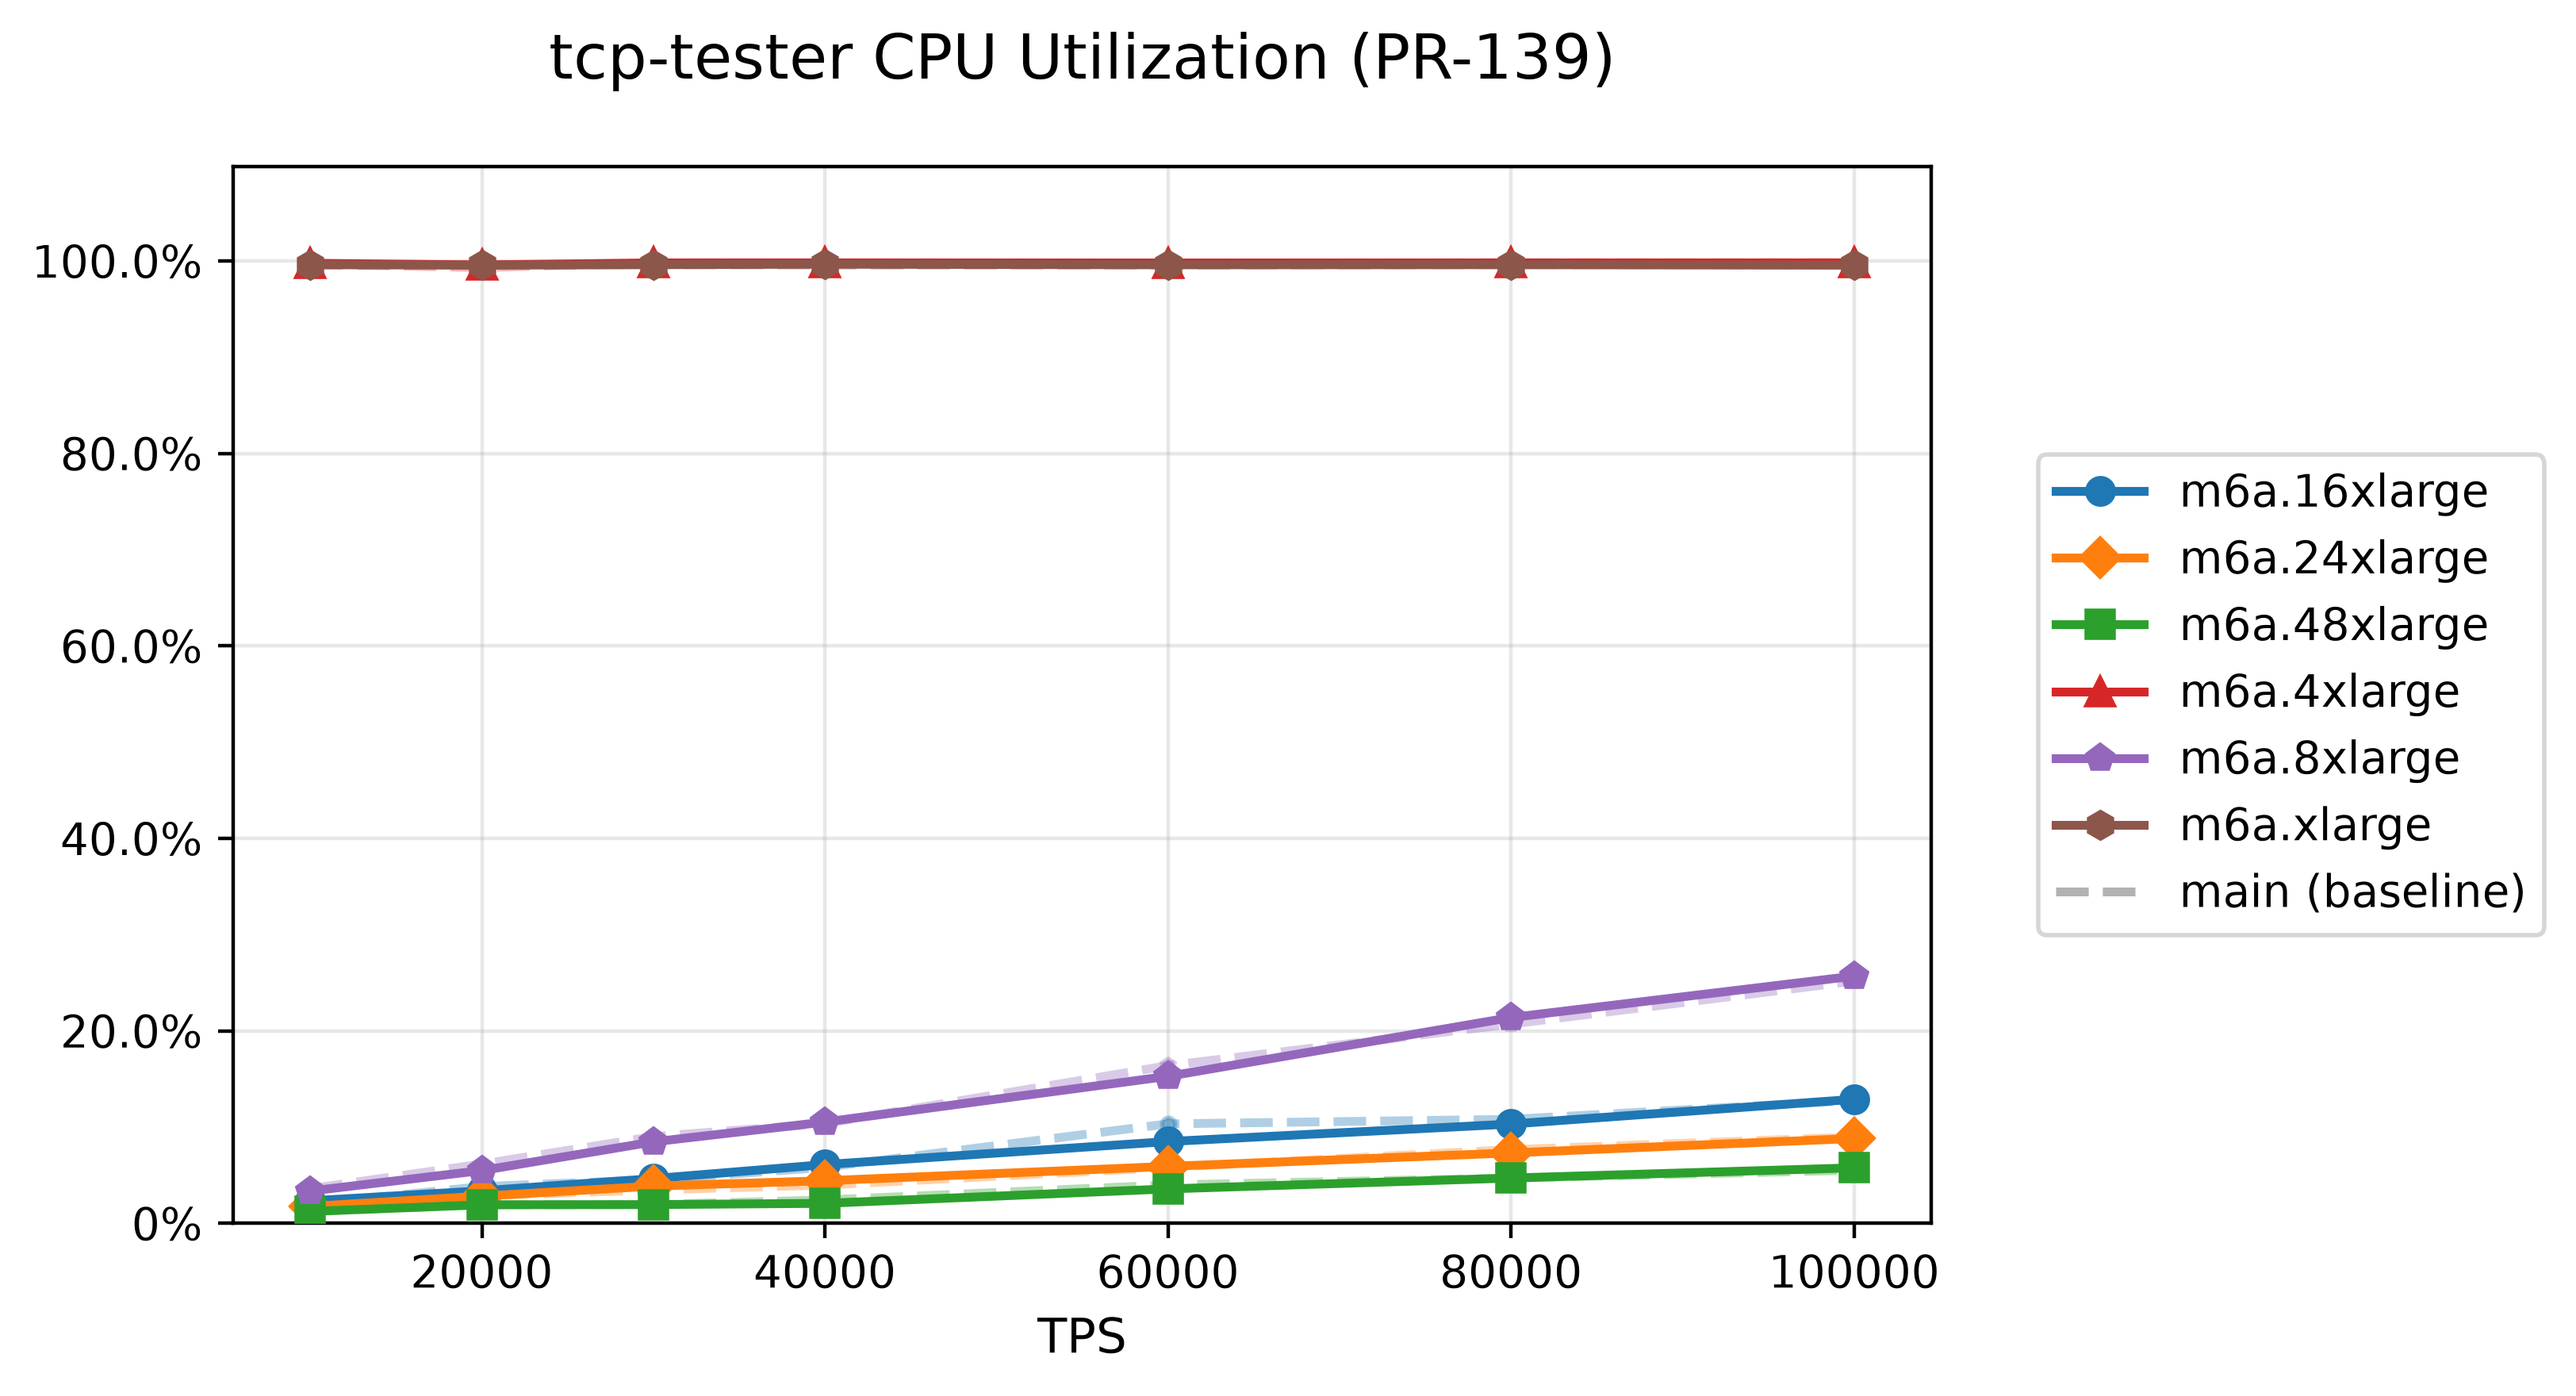 tcp-tester CPU Utilization (PR-139)
100.0%
80.0%
60.0%
40.0%
20.0%
0%
20000 40000 60000 80000 100000
TPS
m6a.16xlarge
m6a.24xlarge
m6a.48xlarge
m6a.4xlarge
m6a.8xlarge
m6a.xlarge
main (baseline)